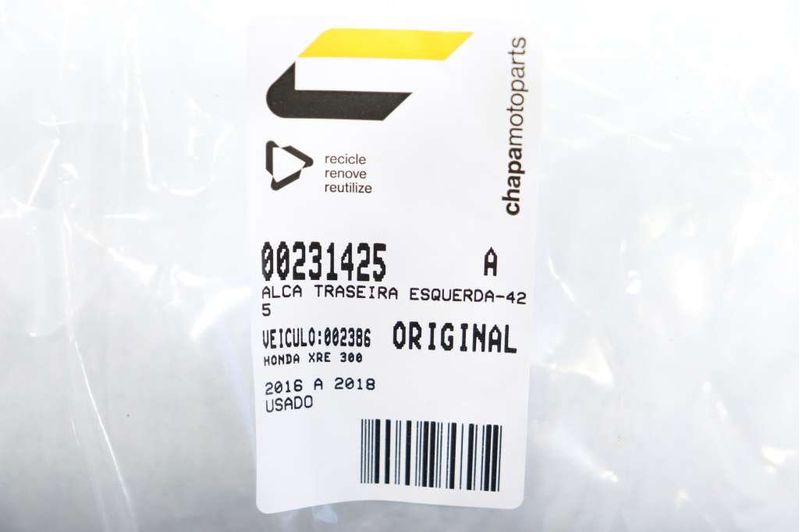 chapamotoparts
recicle
renove
reutilize
00231425 A
ALCA TRASEIRA ESQUERDA-42
5
VEICULO:002386 ORIGINAL
HONDA XRE 300
2016 A 2018
USADO